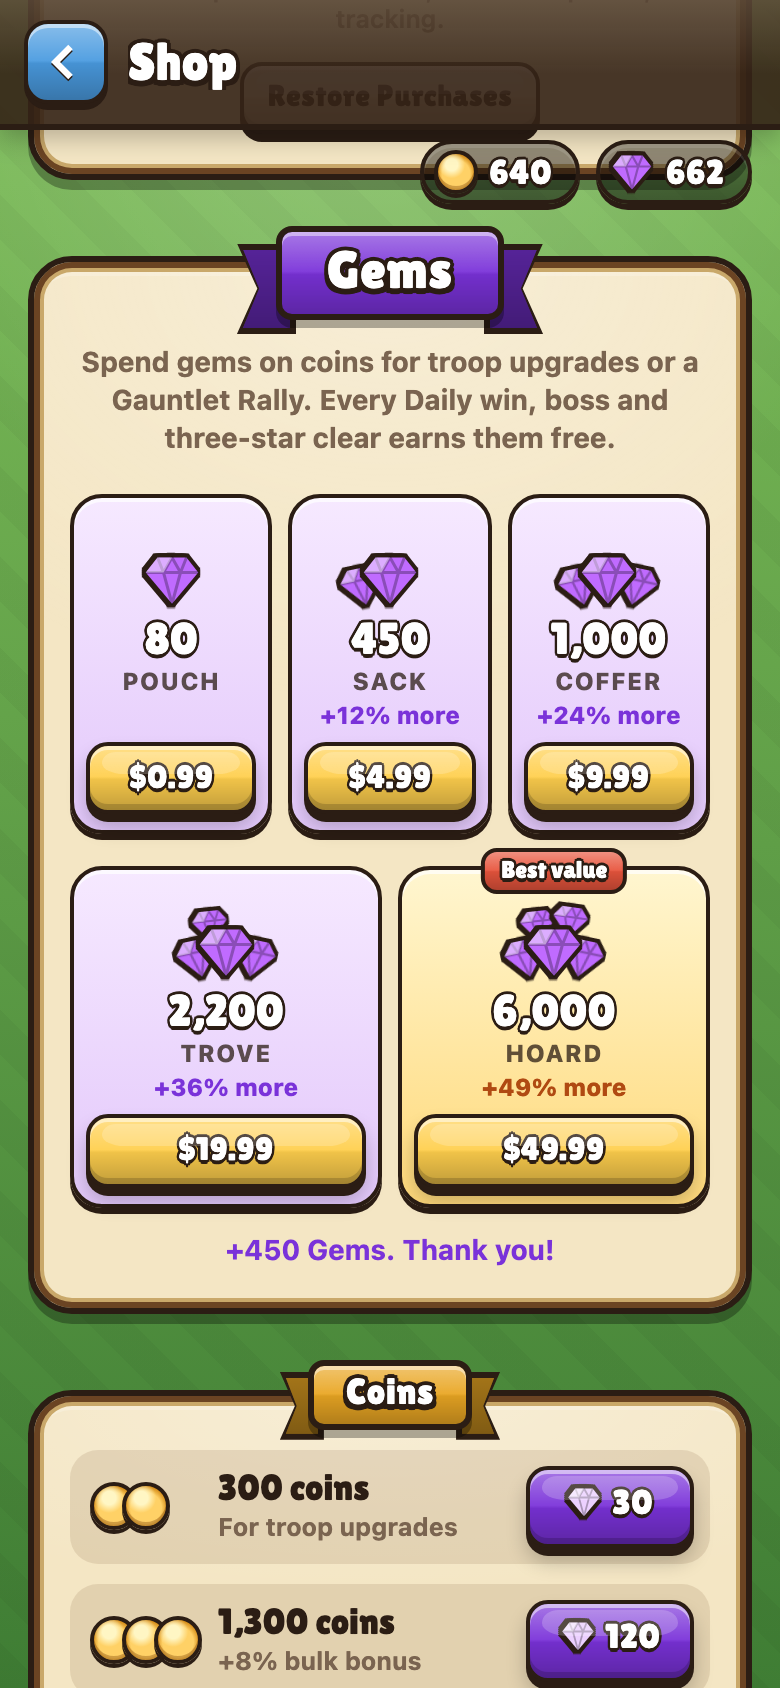 tracking.
Shop
Restore Purchases
640
662
Gems
Spend gems on coins for troop upgrades or a
Gauntlet Rally. Every Daily win, boss and
three-star clear earns them free.
80
POUCH
$0.99
450
SACK
+12% more
$4.99
1,000
COFFER
+24% more
$9.99
2,200
TROVE
+36% more
$19.99
Best value
6,000
HOARD
+49% more
$49.99
+450 Gems. Thank you!
Coins
300 coins
For troop upgrades
30
1,300 coins
+8% bulk bonus
120